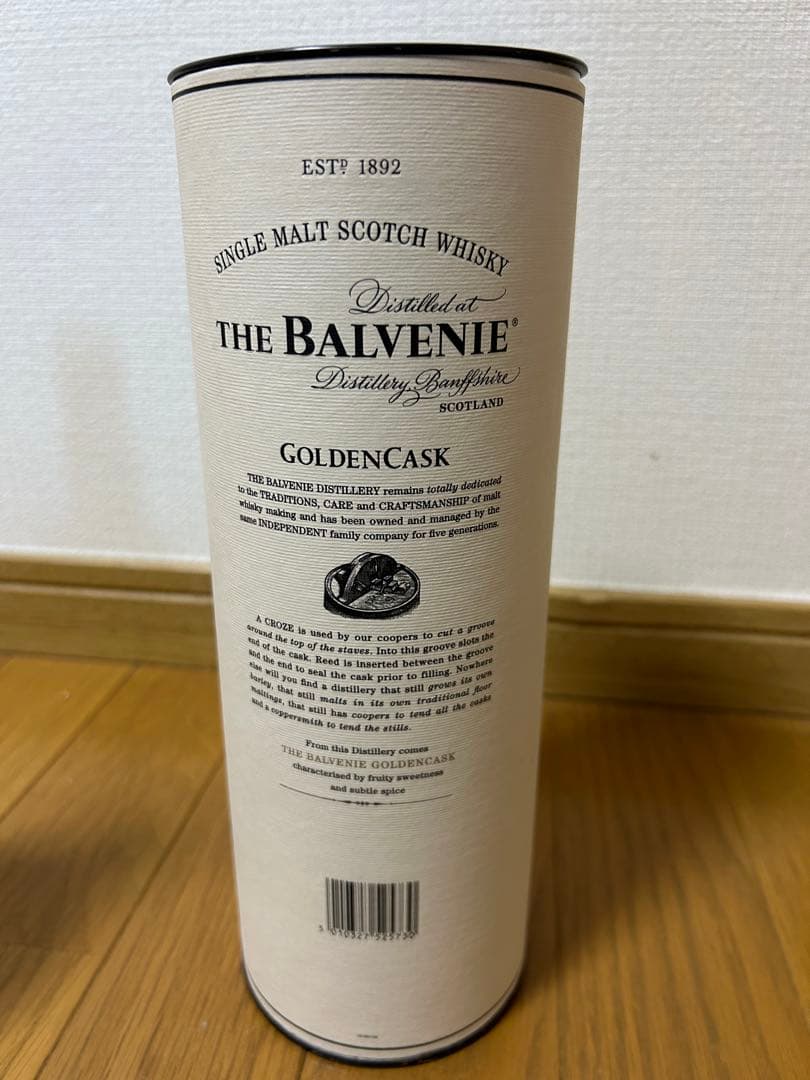 ESTD 1892
SINGLE MALT SCOTCH WHISKY
Distilled at
THE BALVENIE®
Distillery, Banffshire
SCOTLAND
GOLDENCASK
THE BALVENIE DISTILLERY remains totally dedicated
to the TRADITIONS, CARE and CRAFTSMANSHIP of malt
whisky making and has been owned and managed by the
same INDEPENDENT family company for five generations.
A CROZE is used by our coopers to cut a groove
around the top of the staves. Into this groove slots the
end of the cask. Reed is inserted between the groove
and the end to seal the cask prior to filling. Nowhere
else will you find a distillery that still grows its own
barley, that still malts in its own traditional floor
maltings, that still has coopers to tend all the casks
and a coppersmith to tend the stills.
From this Distillery comes
THE BALVENIE GOLDENCASK
characterised by fruity sweetness
and subtle spice